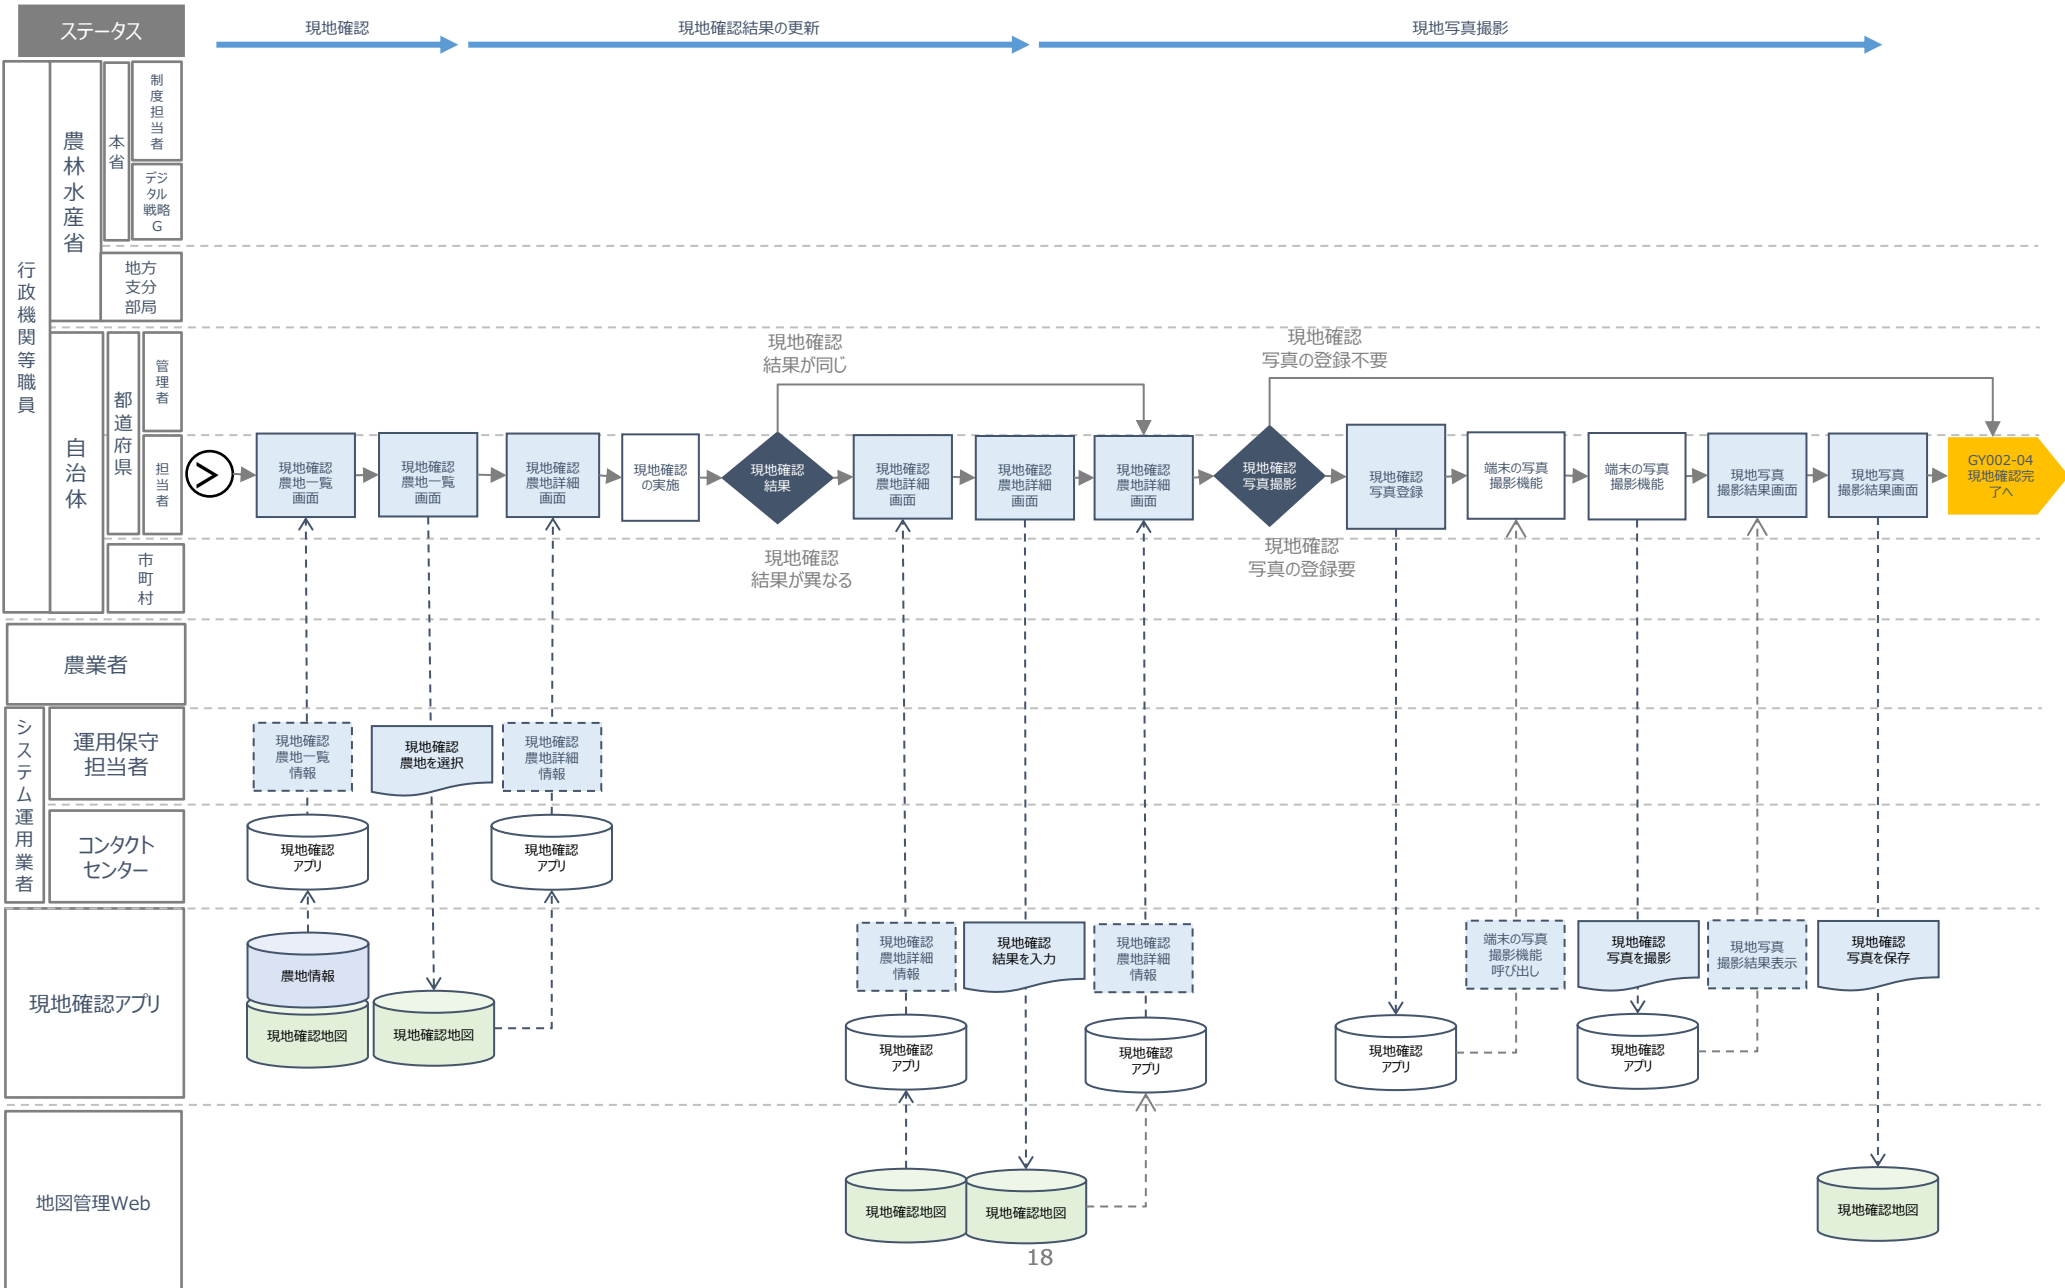 ステータス
現地確認
現地確認結果の更新
現地写真撮影
行政機関等職員
農林水産省
本省
制度担当者
デジ
タル
戦略
G
地方
支分
部局
自治体
都道府県
管理者
担当者
市町村
農業者
システム運用業者
運用保守
担当者
コンタクト
センター
現地確認アプリ
地図管理Web
現地確認
結果が同じ
現地確認
写真の登録不要
現地確認
農地一覧
画面
現地確認
農地一覧
画面
現地確認
農地詳細
画面
現地確認
の実施
現地確認
結果
現地確認
農地詳細
画面
現地確認
農地詳細
画面
現地確認
農地詳細
画面
現地確認
写真撮影
現地確認
写真登録
端末の写真
撮影機能
端末の写真
撮影機能
現地写真
撮影結果画面
現地写真
撮影結果画面
GY002-04
現地確認完
了へ
現地確認
結果が異なる
現地確認
写真の登録要
現地確認
農地一覧
情報
現地確認
農地を選択
現地確認
農地詳細
情報
現地確認
アプリ
現地確認
アプリ
農地情報
現地確認地図
現地確認地図
現地確認
農地詳細
情報
現地確認
結果を入力
現地確認
農地詳細
情報
端末の写真
撮影機能
呼び出し
現地確認
写真を撮影
現地写真
撮影結果表示
現地確認
写真を保存
現地確認
アプリ
現地確認
アプリ
現地確認
アプリ
現地確認
アプリ
現地確認地図
現地確認地図
現地確認地図
18